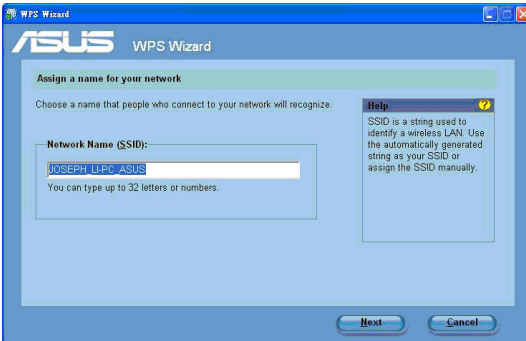 WPS Wizard
ASUS WPS Wizard
Assign a name for your network
Choose a name that people who connect to your network will recognize.
Network Name (SSID):
JOSEPH_LI-PC_ASUS
You can type up to 32 letters or numbers.
Help
SSID is a string used to
identify a wireless LAN. Use
the automatically generated
string as your SSID or
assign the SSID manually.
Next
Cancel